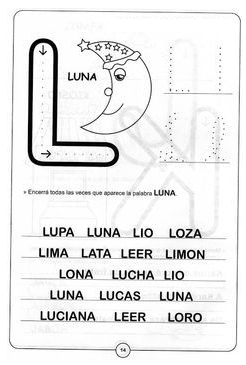 LUNA
L
» Encerrá todas las veces que aparece la palabra LUNA.
LUPA LUNA LIO LOZA
LIMA LATA LEER LIMON
LONA LUCHA LIO
LUNA LUCAS LUNA
LUCIANA LEER LORO
14